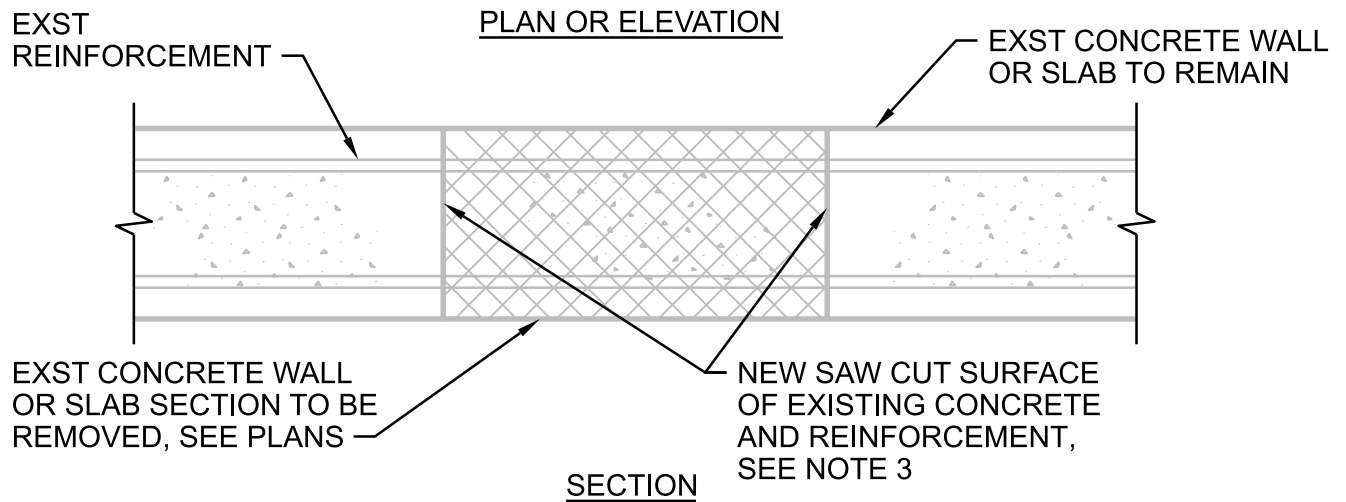 PLAN OR ELEVATION
EXST
REINFORCEMENT
EXST CONCRETE WALL
OR SLAB TO REMAIN
EXST CONCRETE WALL
OR SLAB SECTION TO BE
REMOVED, SEE PLANS
NEW SAW CUT SURFACE
OF EXISTING CONCRETE
AND REINFORCEMENT,
SEE NOTE 3
SECTION